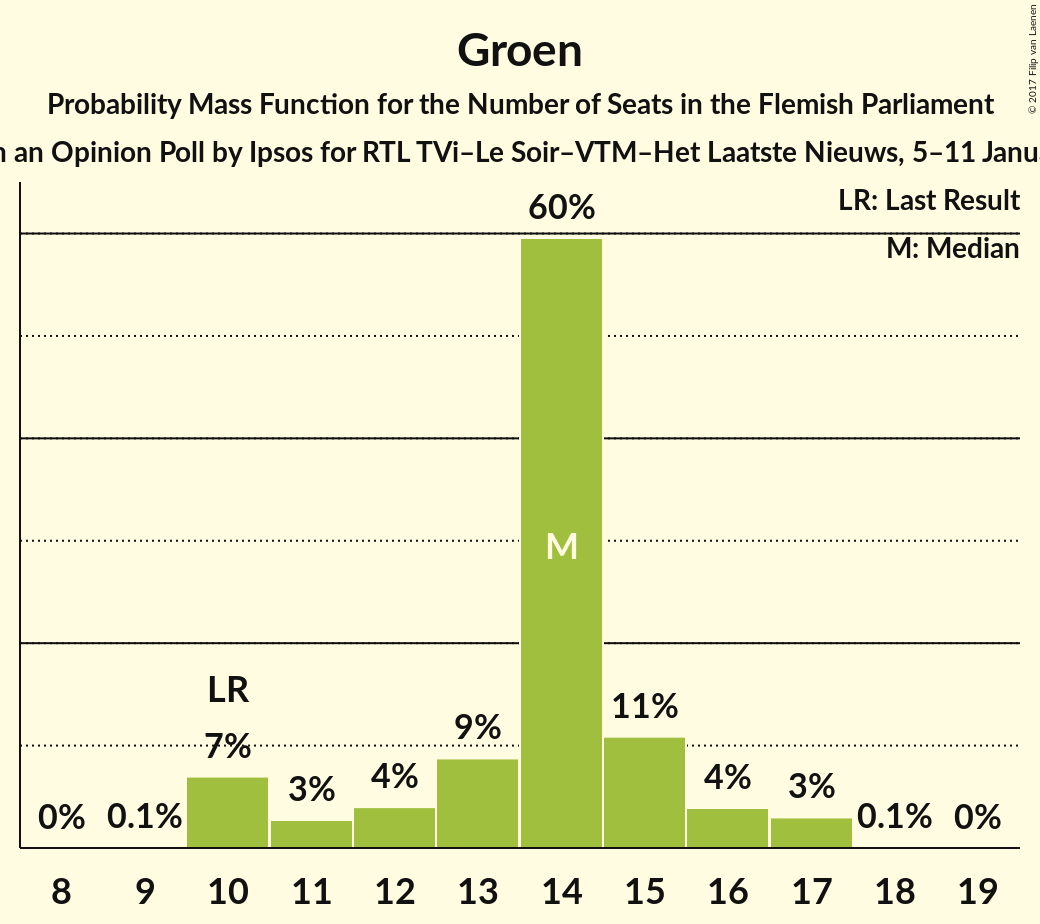 © 2017 Filip van Laenen
Groen
Probability Mass Function for the Number of Seats in the Flemish Parliament
an Opinion Poll by Ipsos for RTL TVi–Le Soir–VTM–Het Laatste Nieuws, 5–11
LR: Last Result
M: Median
60%
M
LR
7%
11%
9%
3%
4%
4%
3%
0%
0.1%
0.1%
0%
8 9 10 11 12 13 14 15 16 17 18 19